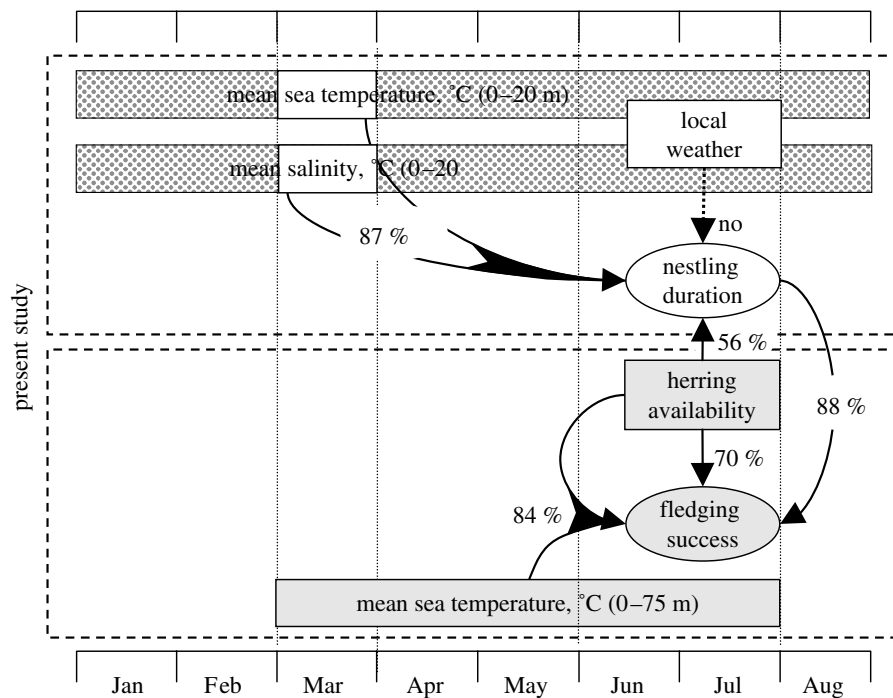 mean sea temperature, °C (0–20 m)
local
weather
mean salinity, °C (0–20
no
87 %
nestling
duration
present study
56 %
herring
availability
88 %
70 %
84 %
fledging
success
mean sea temperature, °C (0–75 m)
Jan Feb Mar Apr May Jun Jul Aug